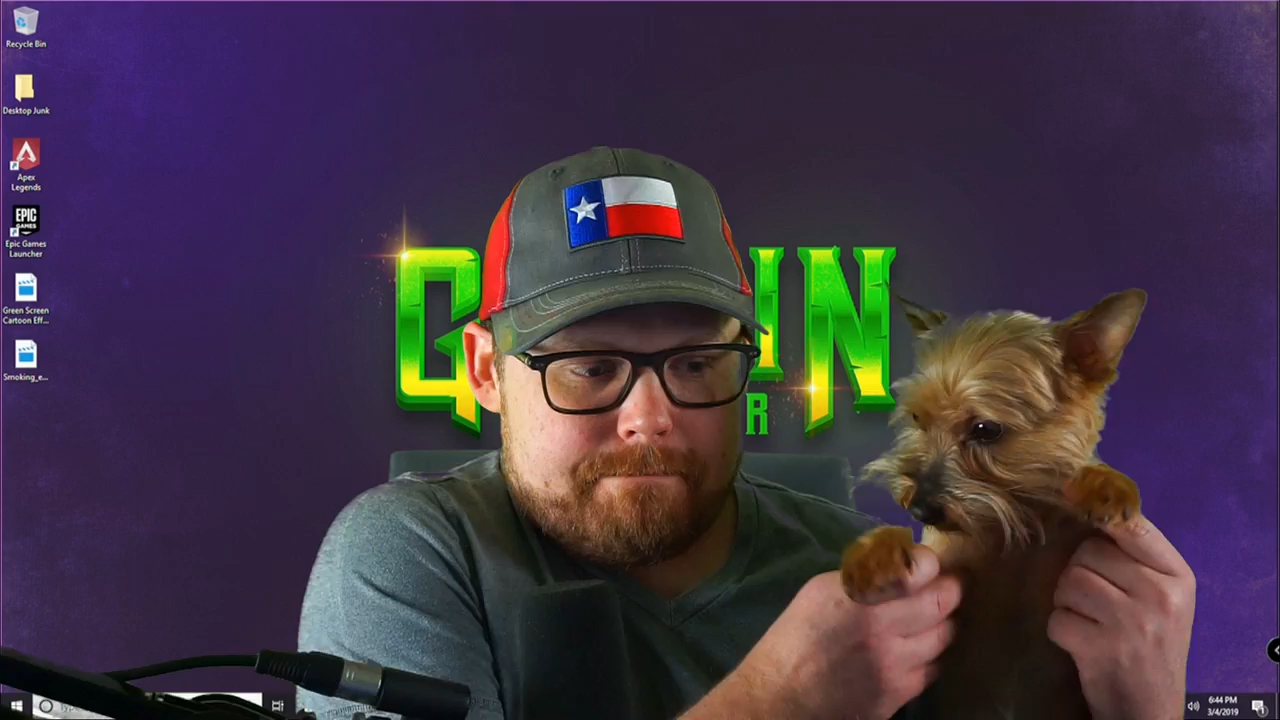 Recycle Bin
Desktop Junk
Apex
Legends
EPIC
GAMES
Epic Games
Launcher
Green Screen
Cartoon Eff...
Smoking_e...
6:44 PM
3/4/2019